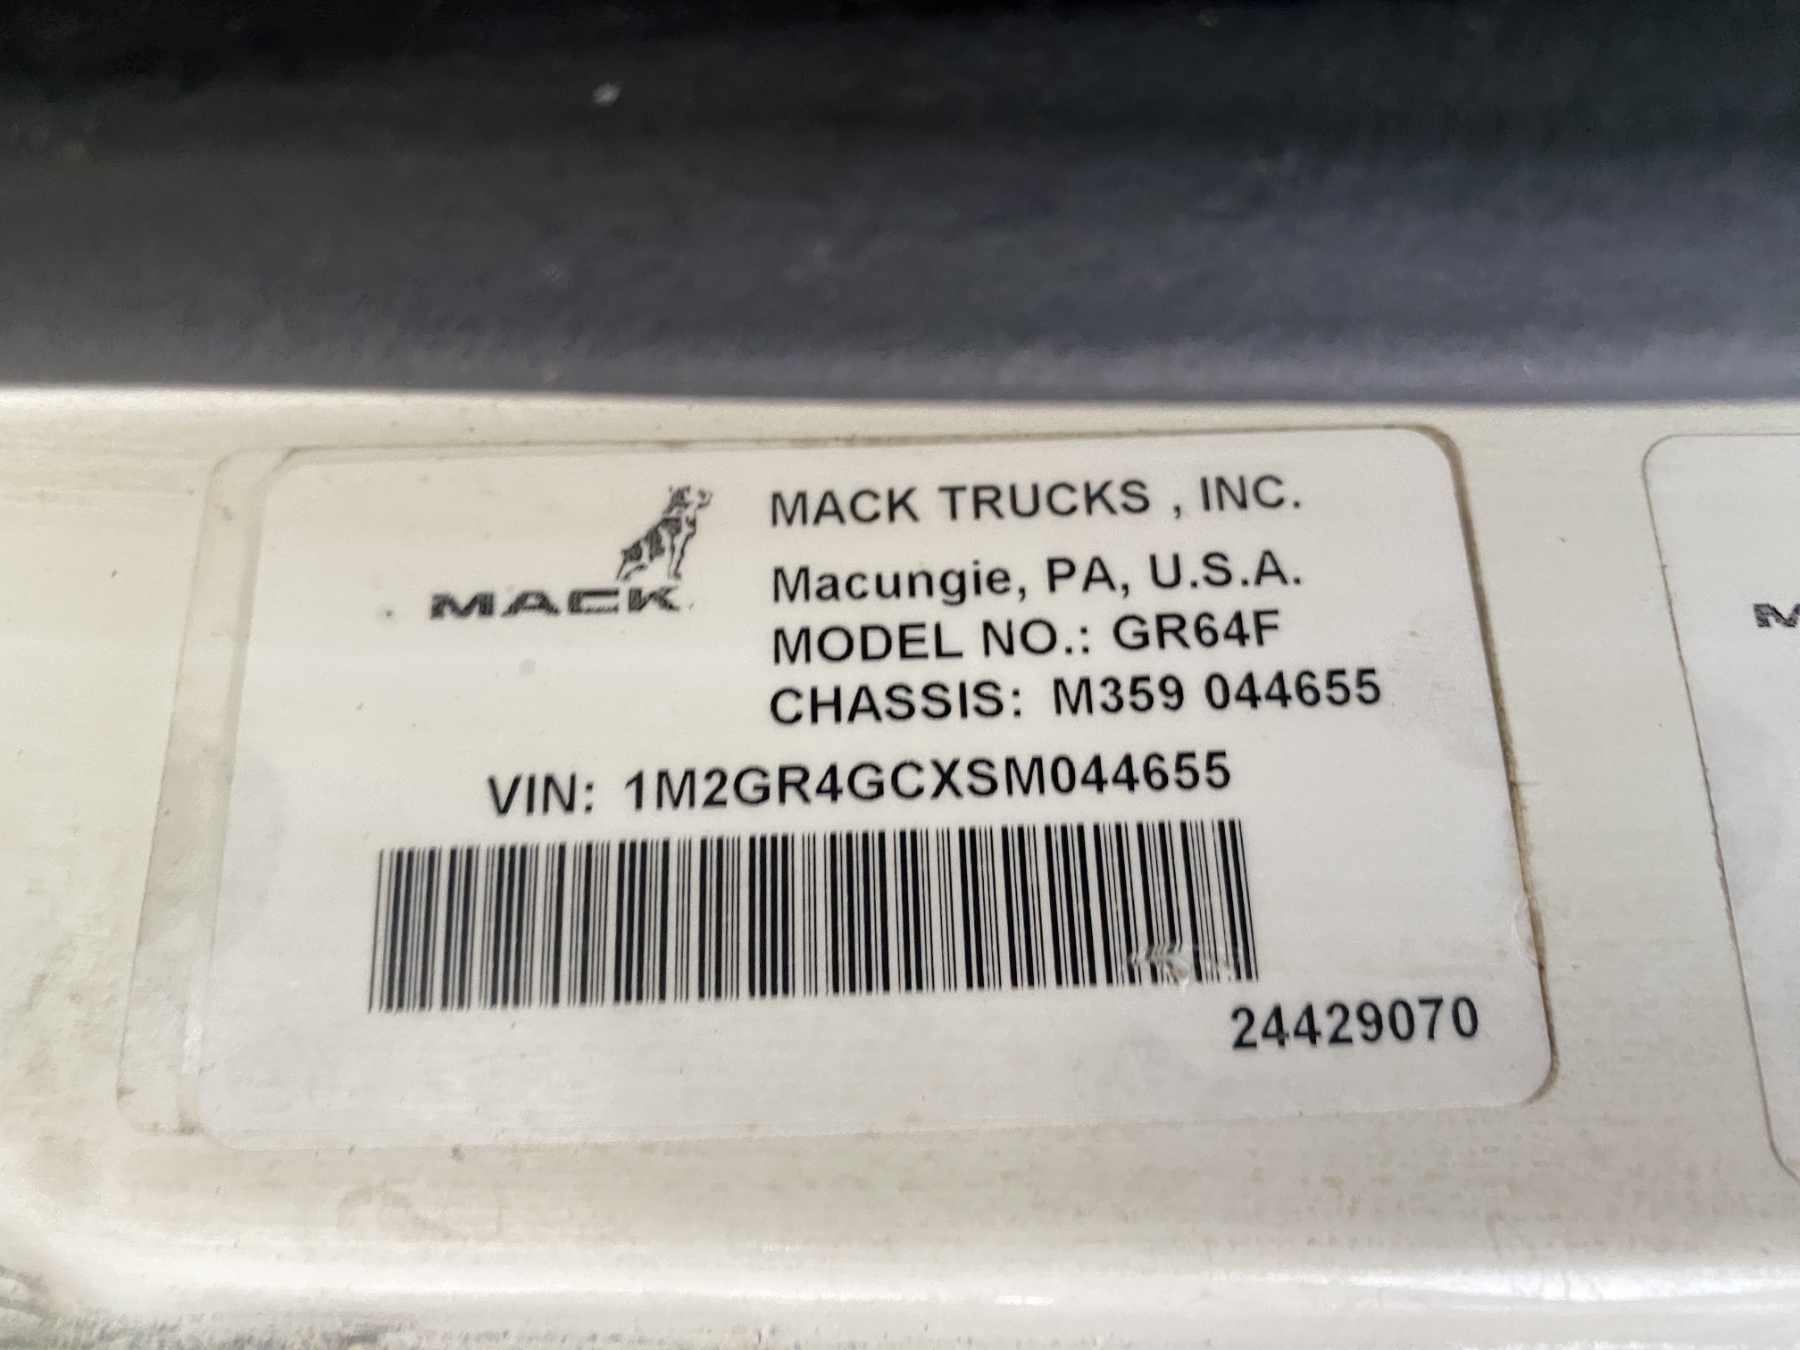 MACK
MACK TRUCKS , INC.
Macungie, PA, U.S.A.
MODEL NO.: GR64F
CHASSIS: M359 044655
VIN: 1M2GR4GCXSM044655
24429070